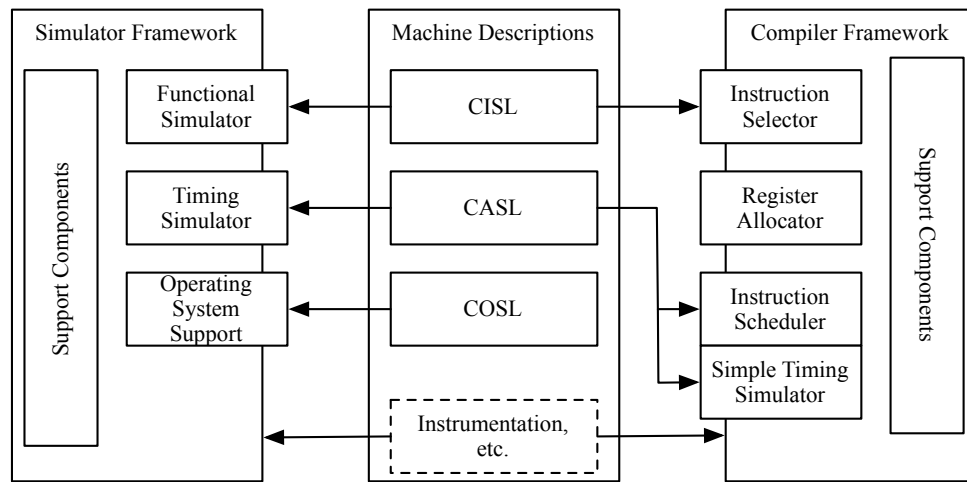 Simulator Framework
Support Components
Functional
Simulator
Timing
Simulator
Operating
System
Support
Machine Descriptions
CISL
CASL
COSL
Instrumentation,
etc.
Compiler Framework
Instruction
Selector
Register
Allocator
Instruction
Scheduler
Simple Timing
Simulator
Support Components